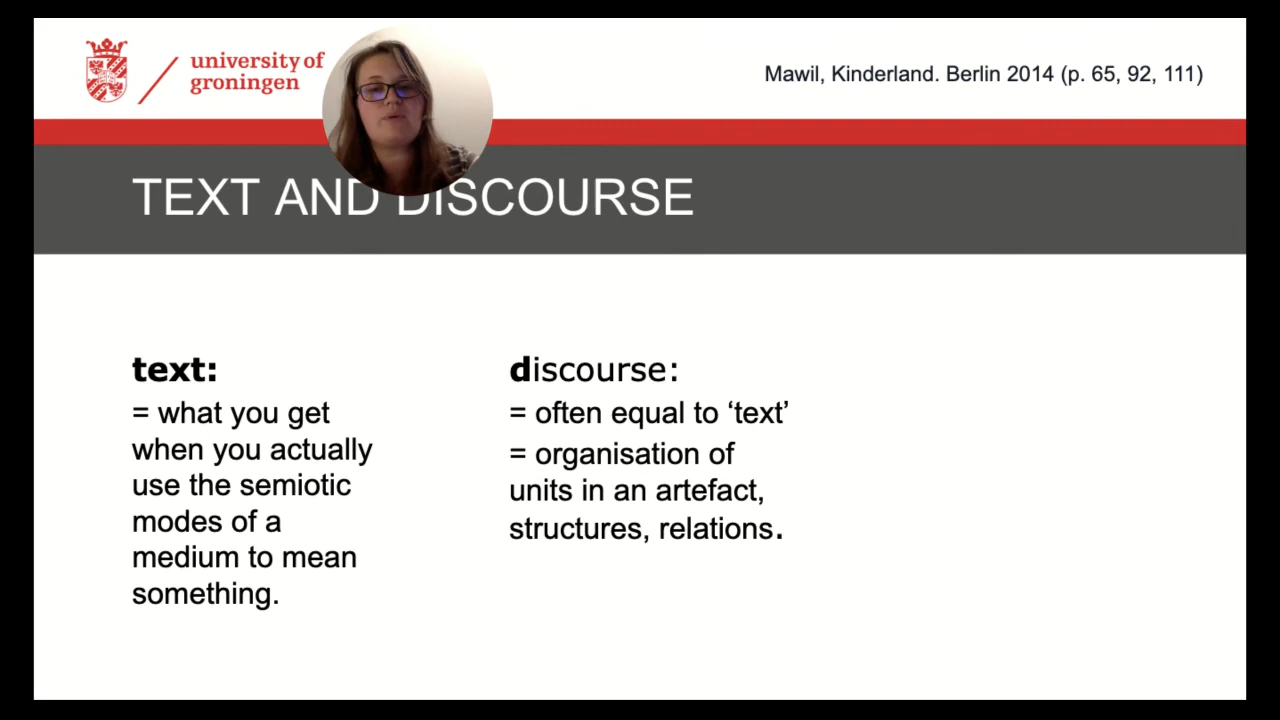 university of
groningen
Mawil, Kinderland. Berlin 2014 (p. 65, 92, 111)
TEXT AND DISCOURSE
text:
= what you get
when you actually
use the semiotic
modes of a
medium to mean
something.
discourse:
= often equal to ‘text’
= organisation of
units in an artefact,
structures, relations.